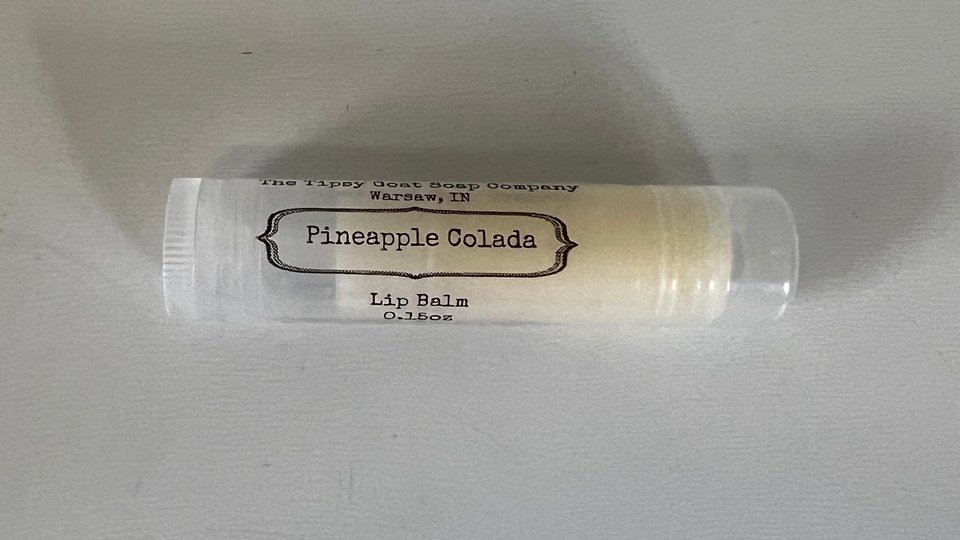 The Tipsy Goat Soap Company
Warsaw, IN
Pineapple Colada
Lip Balm
0.15oz